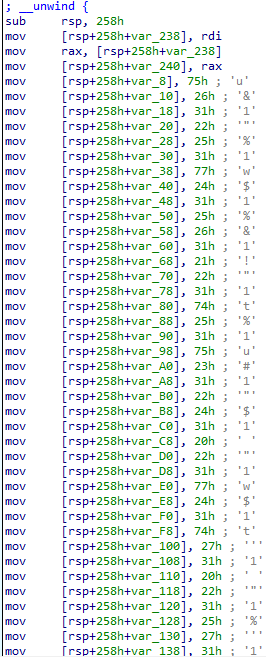 ; __unwind {
sub rsp, 258h
mov [rsp+258h+var_238], rdi
mov rax, [rsp+258h+var_238]
mov [rsp+258h+var_240], rax
mov [rsp+258h+var_8], 75h ; 'u'
mov [rsp+258h+var_10], 26h ; '&'
mov [rsp+258h+var_18], 31h ; '1'
mov [rsp+258h+var_20], 22h ; '"'
mov [rsp+258h+var_28], 25h ; '%'
mov [rsp+258h+var_30], 31h ; '1'
mov [rsp+258h+var_38], 77h ; 'w'
mov [rsp+258h+var_40], 24h ; '$'
mov [rsp+258h+var_48], 31h ; '1'
mov [rsp+258h+var_50], 25h ; '%'
mov [rsp+258h+var_58], 26h ; '&'
mov [rsp+258h+var_60], 31h ; '1'
mov [rsp+258h+var_68], 21h ; '!'
mov [rsp+258h+var_70], 22h ; '"'
mov [rsp+258h+var_78], 31h ; '1'
mov [rsp+258h+var_80], 74h ; 't'
mov [rsp+258h+var_88], 25h ; '%'
mov [rsp+258h+var_90], 31h ; '1'
mov [rsp+258h+var_98], 75h ; 'u'
mov [rsp+258h+var_A0], 23h ; '#'
mov [rsp+258h+var_A8], 31h ; '1'
mov [rsp+258h+var_B0], 22h ; '"'
mov [rsp+258h+var_B8], 24h ; '$'
mov [rsp+258h+var_C0], 31h ; '1'
mov [rsp+258h+var_C8], 20h ; ' '
mov [rsp+258h+var_D0], 22h ; '"'
mov [rsp+258h+var_D8], 31h ; '1'
mov [rsp+258h+var_E0], 77h ; 'w'
mov [rsp+258h+var_E8], 24h ; '$'
mov [rsp+258h+var_F0], 31h ; '1'
mov [rsp+258h+var_F8], 74h ; 't'
mov [rsp+258h+var_100], 27h ; '''
mov [rsp+258h+var_108], 31h ; '1'
mov [rsp+258h+var_110], 20h ; ' '
mov [rsp+258h+var_118], 22h ; '"'
mov [rsp+258h+var_120], 31h ; '1'
mov [rsp+258h+var_128], 25h ; '%'
mov [rsp+258h+var_130], 27h ; '''
mov [rsp+258h+var_138], 31h ; '1'